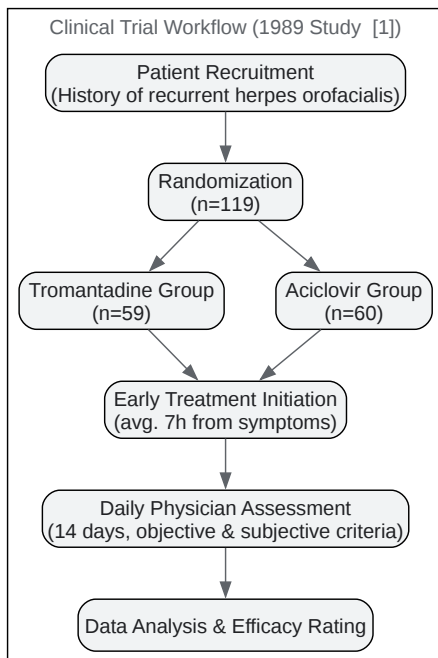 Clinical Trial Workflow (1989 Study  [1])
Patient Recruitment
(History of recurrent herpes orofacialis)
Randomization
(n=119)
Tromantadine Group
(n=59)
Aciclovir Group
(n=60)
Early Treatment Initiation
(avg. 7h from symptoms)
Daily Physician Assessment
(14 days, objective & subjective criteria)
Data Analysis & Efficacy Rating